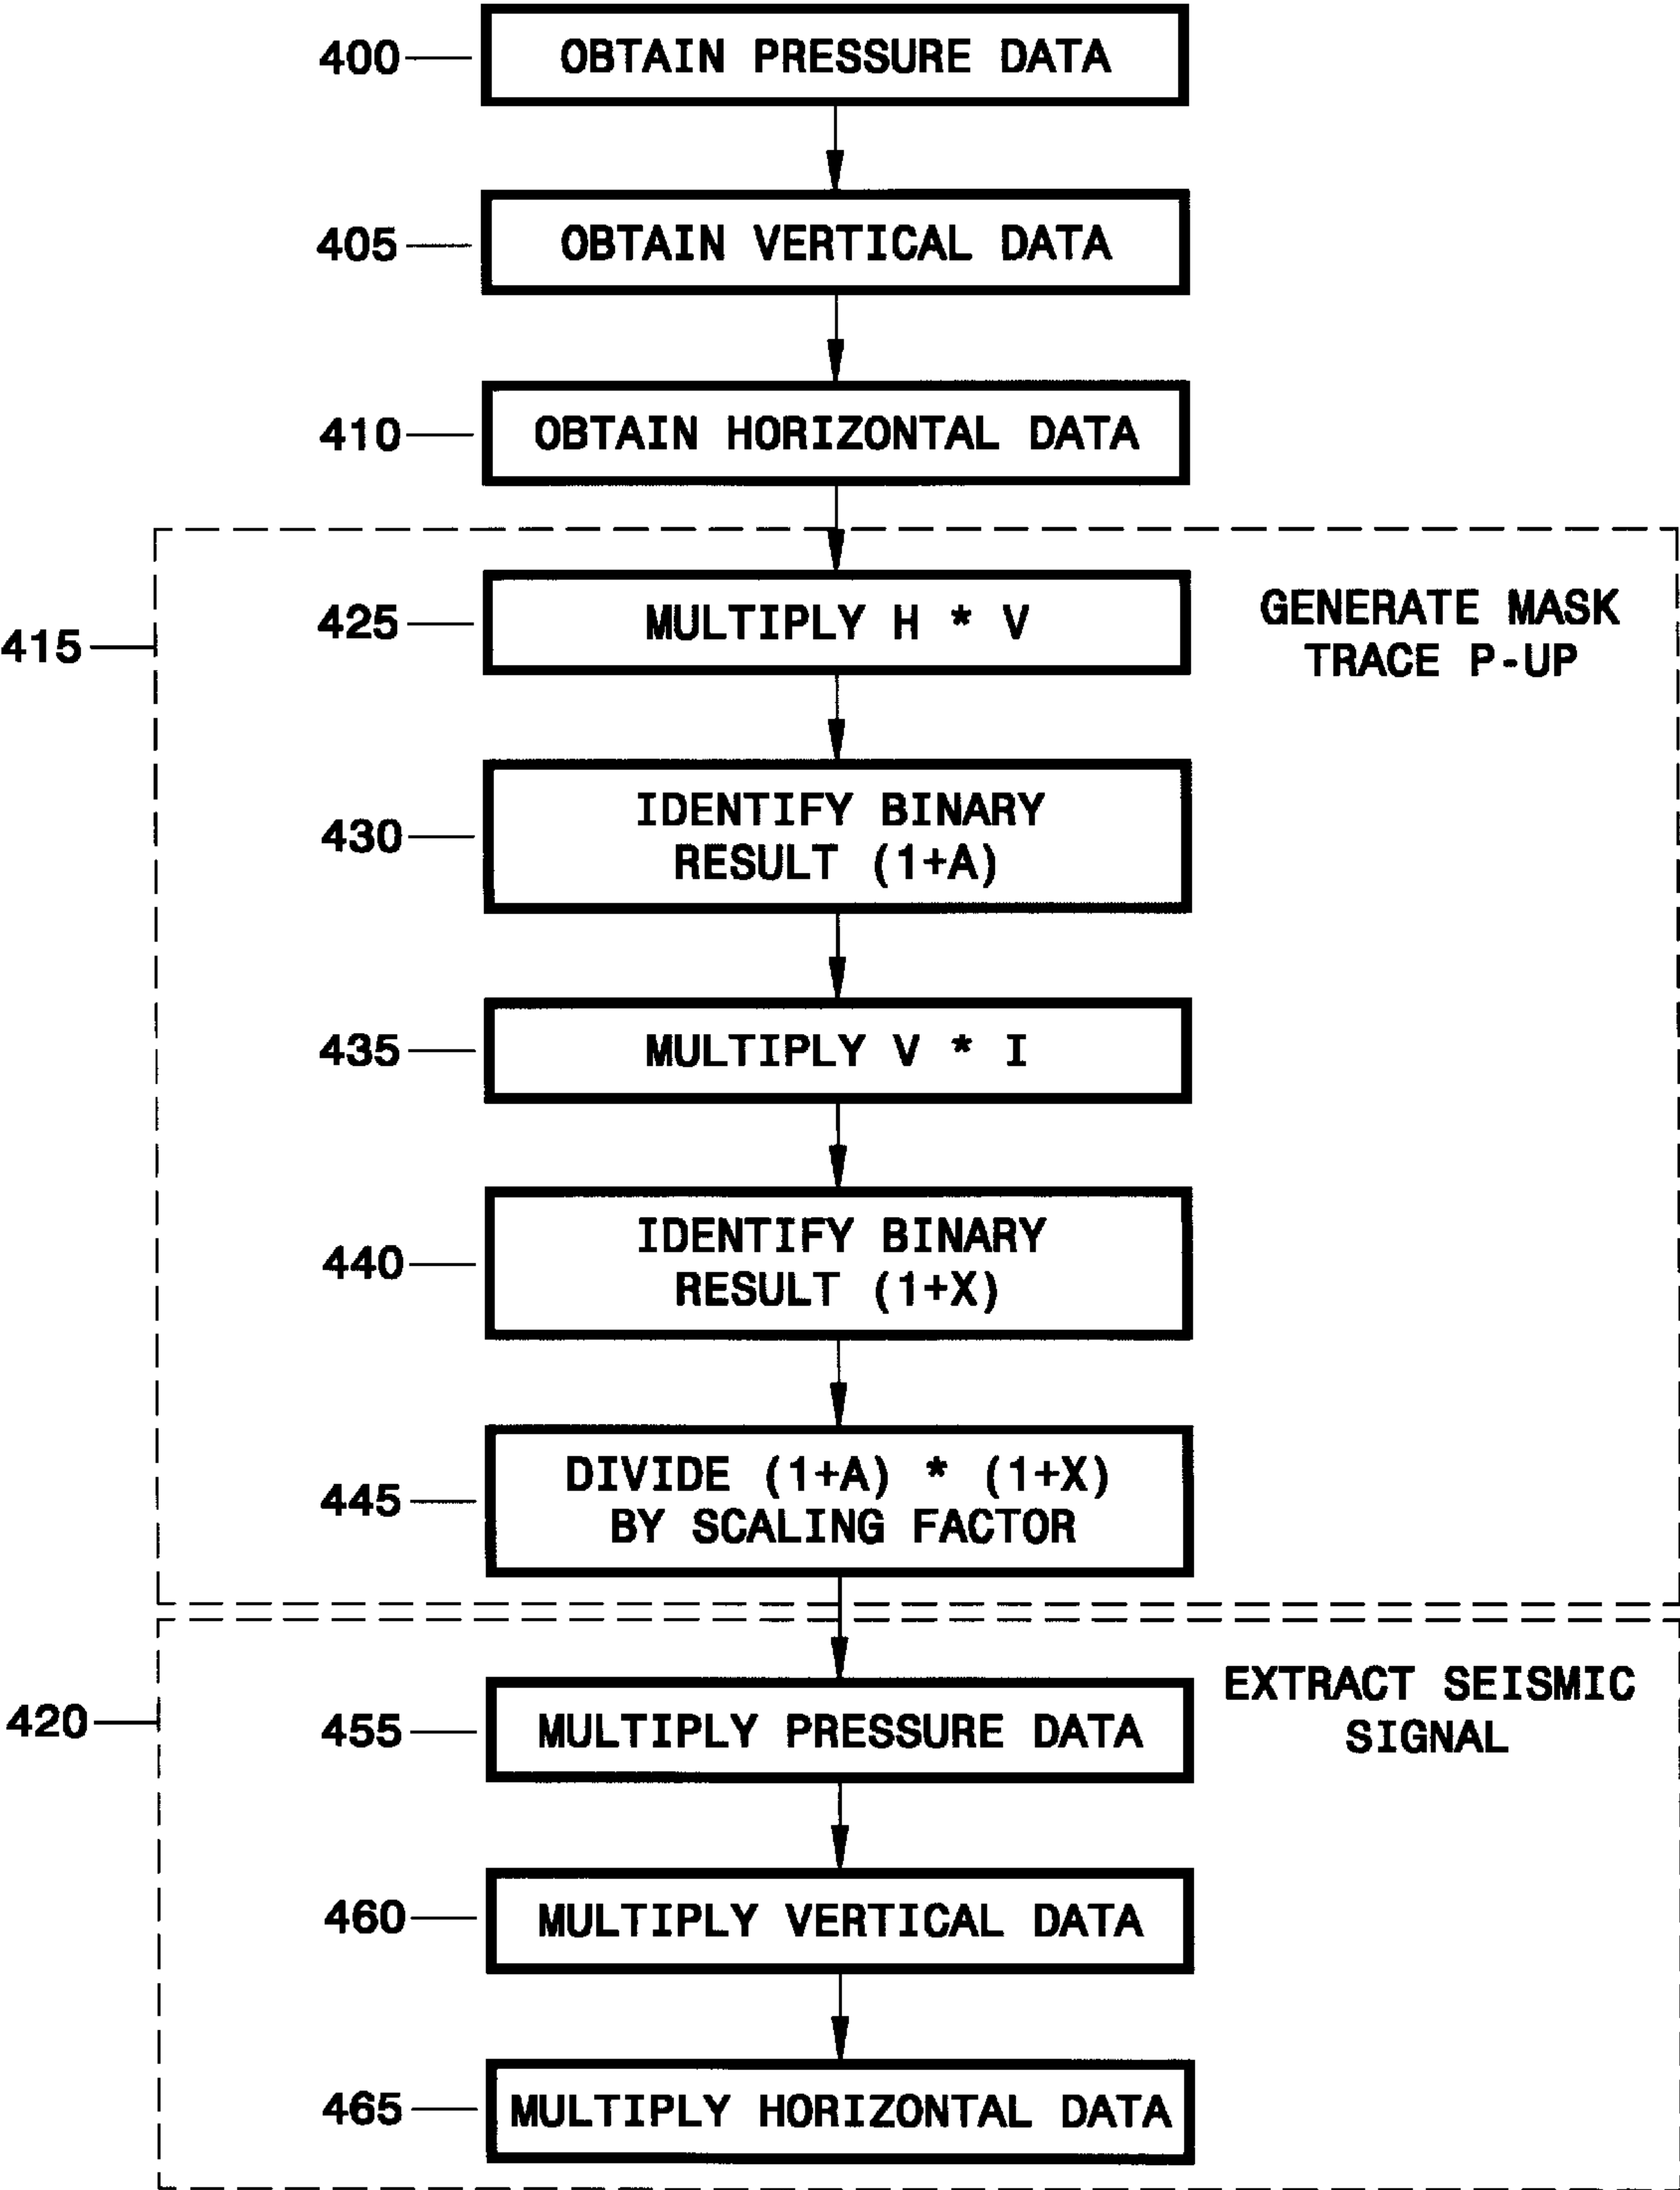 400 OBTAIN PRESSURE DATA
405 OBTAIN VERTICAL DATA
410 OBTAIN HORIZONTAL DATA
415
425 MULTIPLY H * V
GENERATE MASK
TRACE P-UP
430 IDENTIFY BINARY
RESULT (1+A)
435 MULTIPLY V * I
440 IDENTIFY BINARY
RESULT (1+X)
445 DIVIDE (1+A) * (1+X)
BY SCALING FACTOR
420
EXTRACT SEISMIC
SIGNAL
455 MULTIPLY PRESSURE DATA
460 MULTIPLY VERTICAL DATA
465 MULTIPLY HORIZONTAL DATA